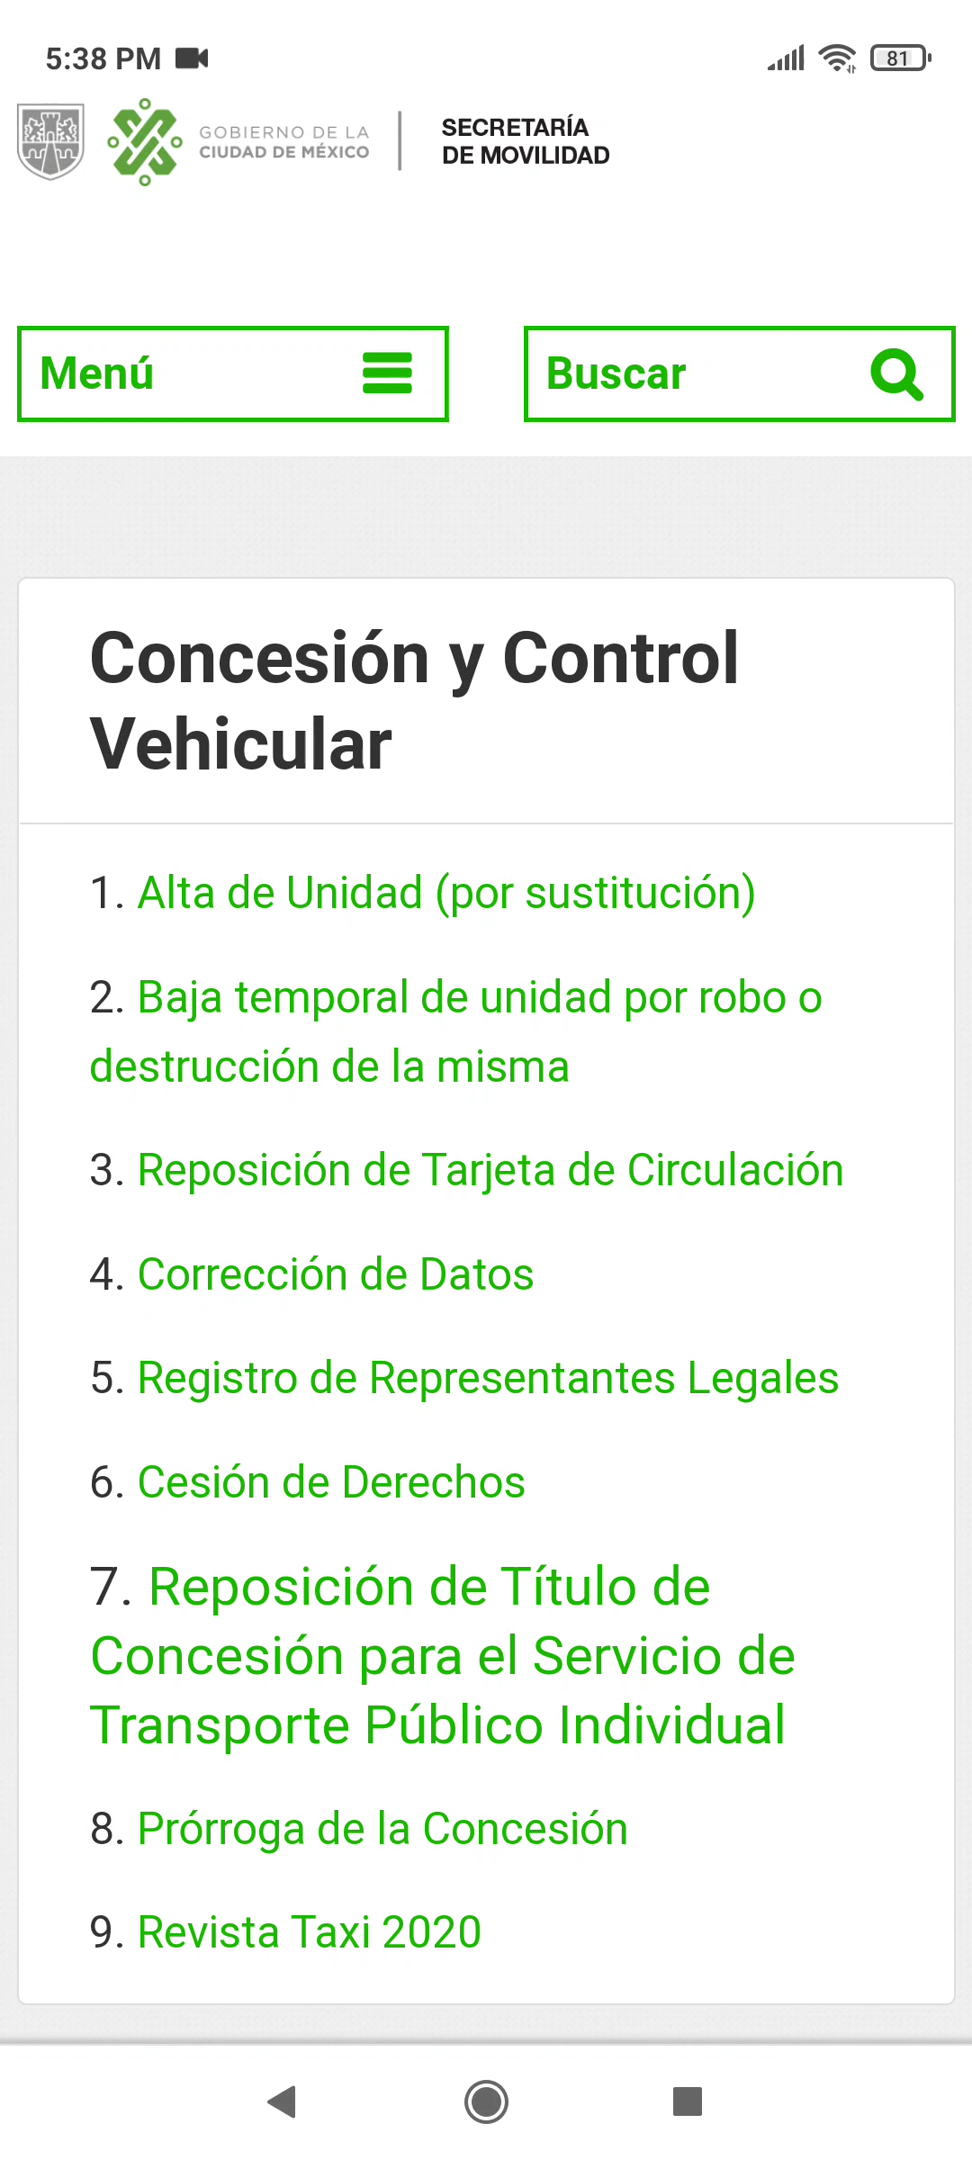 5:38 PM
81
GOBIERNO DE LA
CIUDAD DE MÉXICO
SECRETARÍA
DE MOVILIDAD
Menú
Buscar
Concesión y Control
Vehicular
1. Alta de Unidad (por sustitución)
2. Baja temporal de unidad por robo o
destrucción de la misma
3. Reposición de Tarjeta de Circulación
4. Corrección de Datos
5. Registro de Representantes Legales
6. Cesión de Derechos
7. Reposición de Título de
Concesión para el Servicio de
Transporte Público Individual
8. Prórroga de la Concesión
9. Revista Taxi 2020